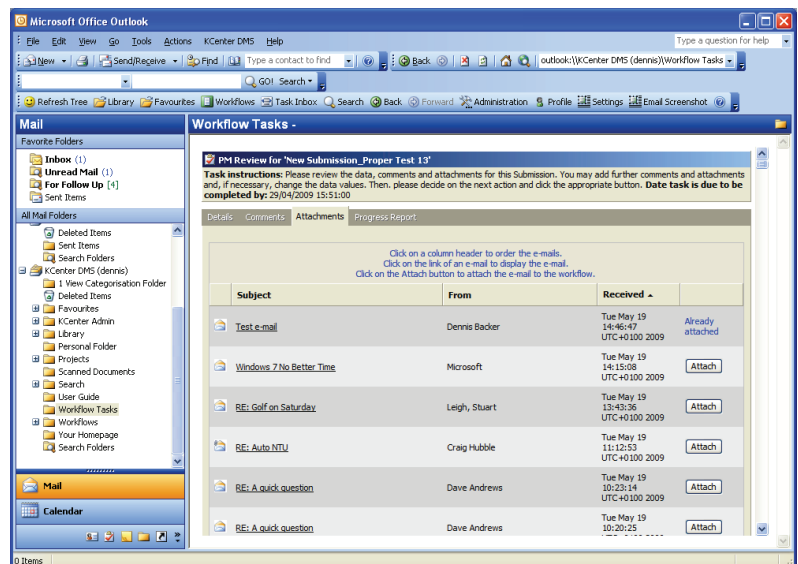 Microsoft Office Outlook
File Edit View Go Tools Actions KCenter DMS Help Type a question for help
New Send/Receive Find Type a contact to find Back outlook:\\KCenter DMS (dennis)\Workflow Tasks
GO! Search
Refresh Tree Library Favourites Workflows Task Inbox Search Back Forward Administration Profile Settings Email Screenshot
Mail
Workflow Tasks -
Favorite Folders
Inbox (1)
Unread Mail (1)
For Follow Up [4]
Sent Items
All Mail Folders
Deleted Items
Sent Items
Search Folders
KCenter DMS (dennis)
1 View Categorisation Folder
Deleted Items
Favourites
KCenter Admin
Library
Personal Folder
Projects
Scanned Documents
Search
User Guide
Workflow Tasks
Workflows
Your Homepage
Search Folders
Mail
Calendar
0 Items
PM Review for 'New Submission_Proper Test 13'
Task instructions: Please review the data, comments and attachments for this Submission. You may add further comments and attachments
and, if necessary, change the data values. Then. please decide on the next action and click the appropriate button. Date task is due to be
completed by: 29/04/2009 15:51:00
Details Comments Attachments Progress Report
Click on a column header to order the e-mails.
Click on the link of an e-mail to display the e-mail.
Click on the Attach button to attach the e-mail to the workflow.
Subject From Received
Test e-mail Dennis Backer Tue May 19
14:46:47
UTC+0100 2009 Already
attached
Windows 7 No Better Time Microsoft Tue May 19
14:15:08
UTC+0100 2009 Attach
RE: Golf on Saturday Leigh, Stuart Tue May 19
13:43:36
UTC+0100 2009 Attach
RE: Auto NTU Craig Hubble Tue May 19
11:12:53
UTC+0100 2009 Attach
RE: A quick question Dave Andrews Tue May 19
10:23:14
UTC+0100 2009 Attach
RE: A quick question Dave Andrews Tue May 19
10:20:25 Attach